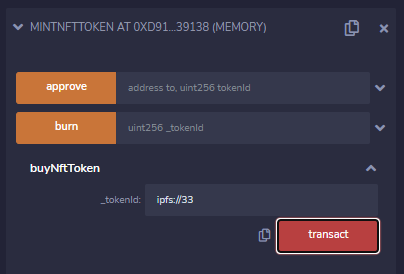 MINTNFTTOKEN AT 0XD91...39138 (MEMORY)
approve address to, uint256 tokenId
burn uint256 _tokenId
buyNftToken
_tokenId: ipfs://33
transact